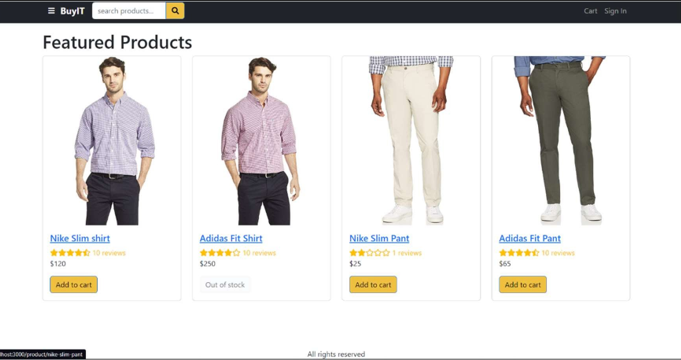 BuyIT search products... Cart Sign In
Featured Products
Nike Slim shirt
10 reviews
$120
Add to cart
Adidas Fit Shirt
10 reviews
$250
Out of stock
Nike Slim Pant
1 reviews
$25
Add to cart
Adidas Fit Pant
10 reviews
$65
Add to cart
All rights reserved
lhost:3000/product/nike-slim-pant